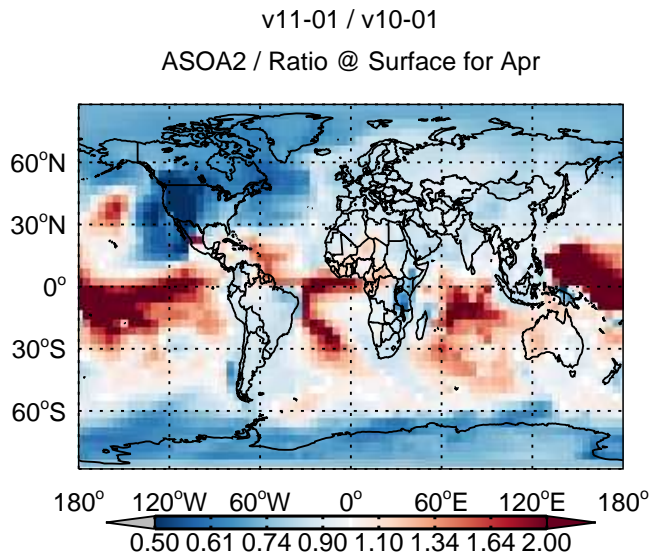 v11-01 / v10-01
ASOA2 / Ratio @ Surface for Apr
60°N
30°N
0°
30°S
60°S
180° 120°W 60°W 0° 60°E 120°E 180°
0.50 0.61 0.74 0.90 1.10 1.34 1.64 2.00